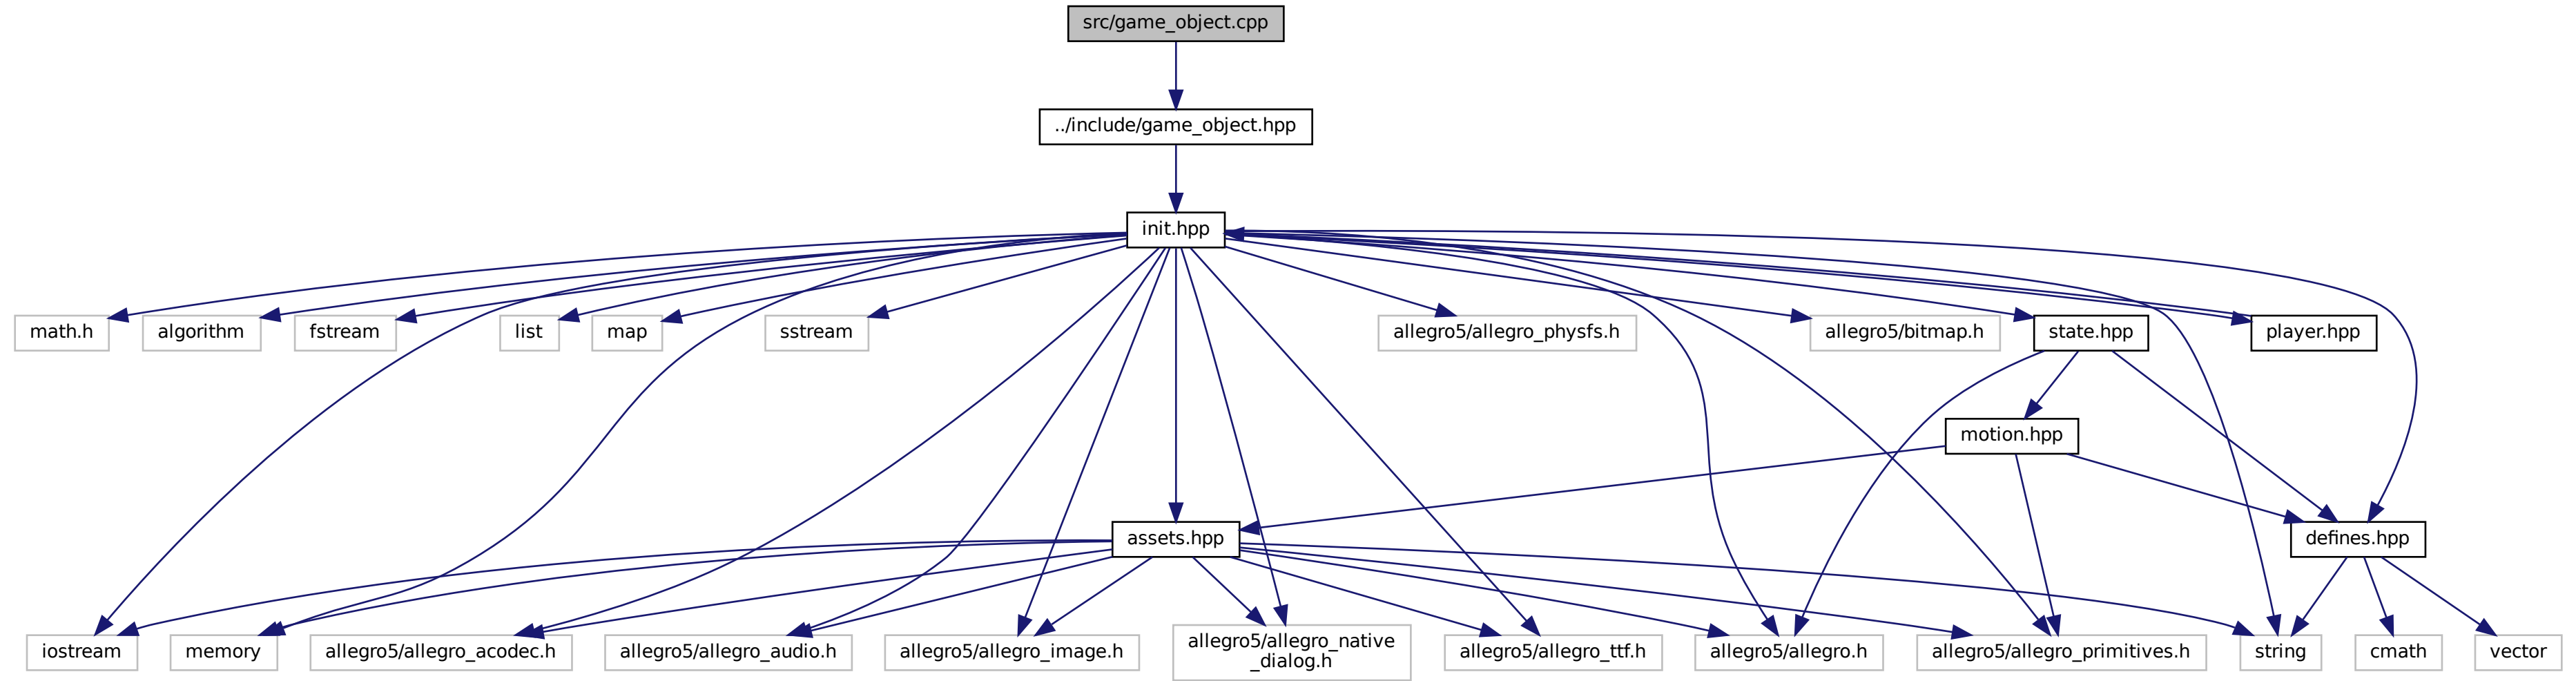 src/game_object.cpp
../include/game_object.hpp
init.hpp
math.h
algorithm
fstream
list
map
sstream
allegro5/allegro_physfs.h
allegro5/bitmap.h
state.hpp
player.hpp
motion.hpp
assets.hpp
defines.hpp
iostream
memory
allegro5/allegro_acodec.h
allegro5/allegro_audio.h
allegro5/allegro_image.h
allegro5/allegro_native
_dialog.h
allegro5/allegro_ttf.h
allegro5/allegro.h
allegro5/allegro_primitives.h
string
cmath
vector